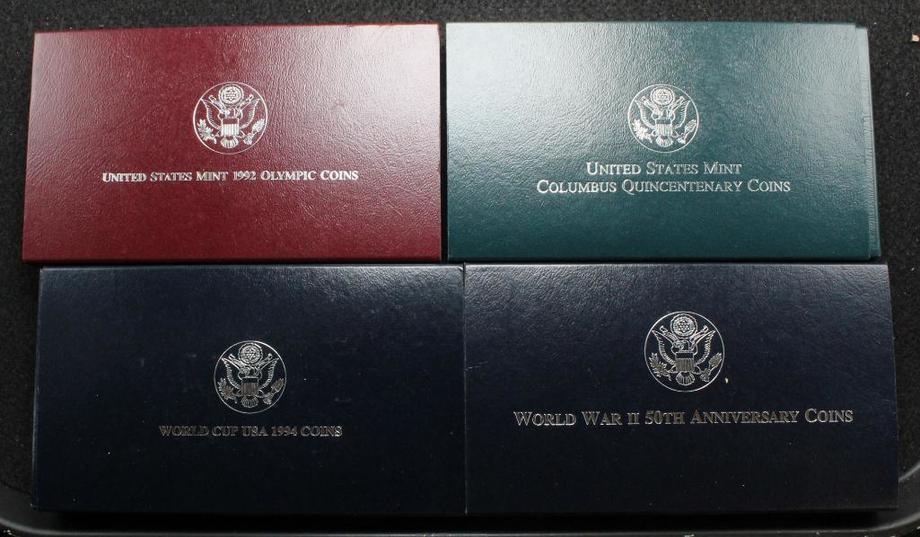 UNITED STATES MINT 1992 OLYMPIC COINS
UNITED STATES MINT
COLUMBUS QUINCENTENARY COINS
WORLD CUP USA 1994 COINS
WORLD WAR II 50TH ANNIVERSARY COINS